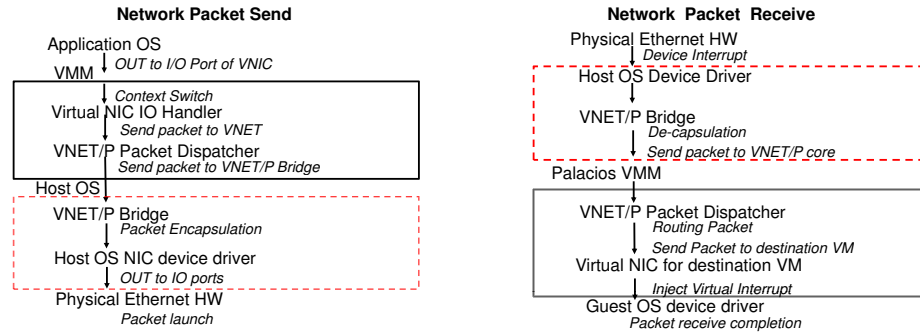 Network Packet Send
Application OS
OUT to I/O Port of VNIC
VMM
Context Switch
Virtual NIC IO Handler
Send packet to VNET
VNET/P Packet Dispatcher
Send packet to VNET/P Bridge
Host OS
VNET/P Bridge
Packet Encapsulation
Host OS NIC device driver
OUT to IO ports
Physical Ethernet HW
Packet launch
Network Packet Receive
Physical Ethernet HW
Device Interrupt
Host OS Device Driver
VNET/P Bridge
De-capsulation
Send packet to VNET/P core
Palacios VMM
VNET/P Packet Dispatcher
Routing Packet
Send Packet to destination VM
Virtual NIC for destination VM
Inject Virtual Interrupt
Guest OS device driver
Packet receive completion